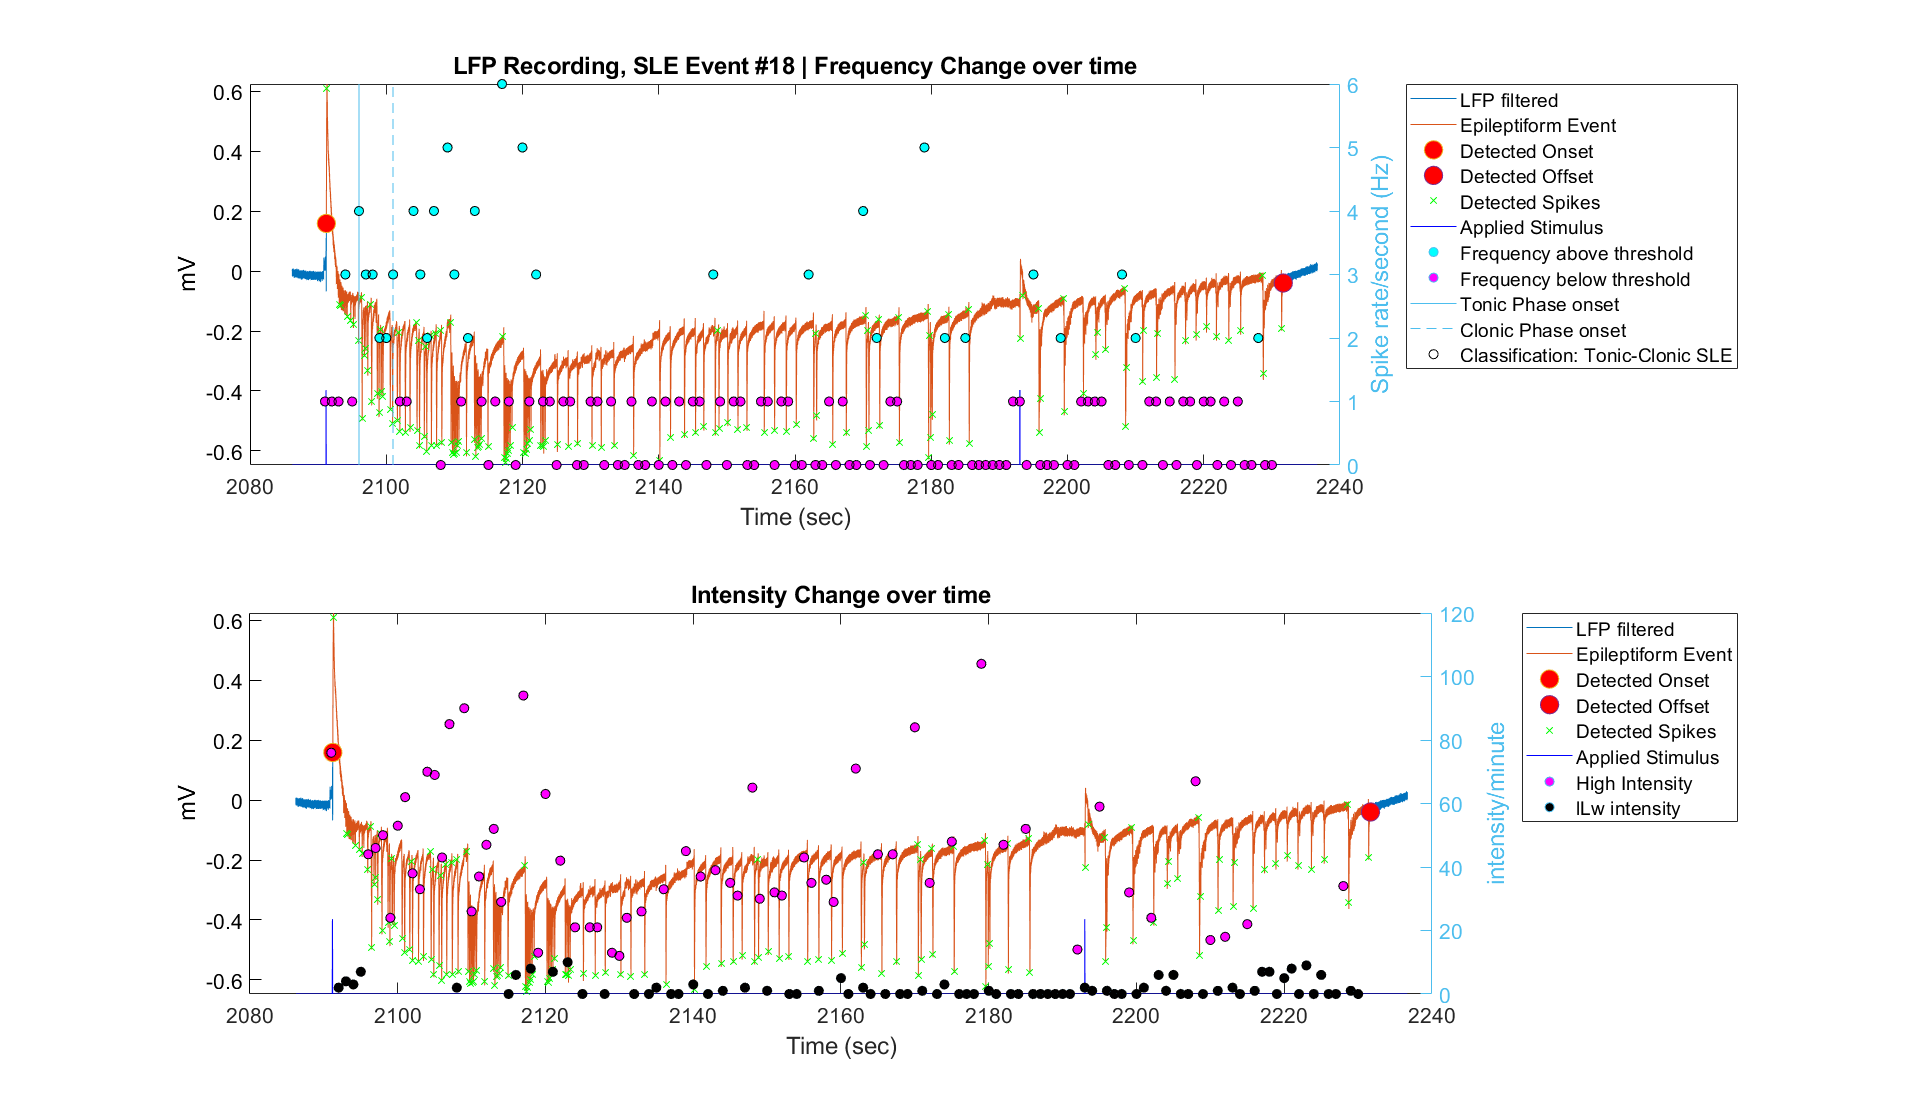 LFP Recording, SLE Event #18 | Frequency Change over time
0.6
0.4
0.2
0
-0.2
-0.4
-0.6
mV
2080
2100
2120
2140
2160
2180
2200
2220
2240
Time (sec)
6
5
4
3
2
1
0
Spike rate/second (Hz)
LFP filtered
Epileptiform Event
Detected Onset
Detected Offset
Detected Spikes
Applied Stimulus
Frequency above threshold
Frequency below threshold
Tonic Phase onset
Clonic Phase onset
Classification: Tonic-Clonic SLE
Intensity Change over time
0.6
0.4
0.2
0
-0.2
-0.4
-0.6
mV
2080
2100
2120
2140
2160
2180
2200
2220
2240
Time (sec)
120
100
80
60
40
20
0
intensity/minute
LFP filtered
Epileptiform Event
Detected Onset
Detected Offset
Detected Spikes
Applied Stimulus
High Intensity
lLw intensity